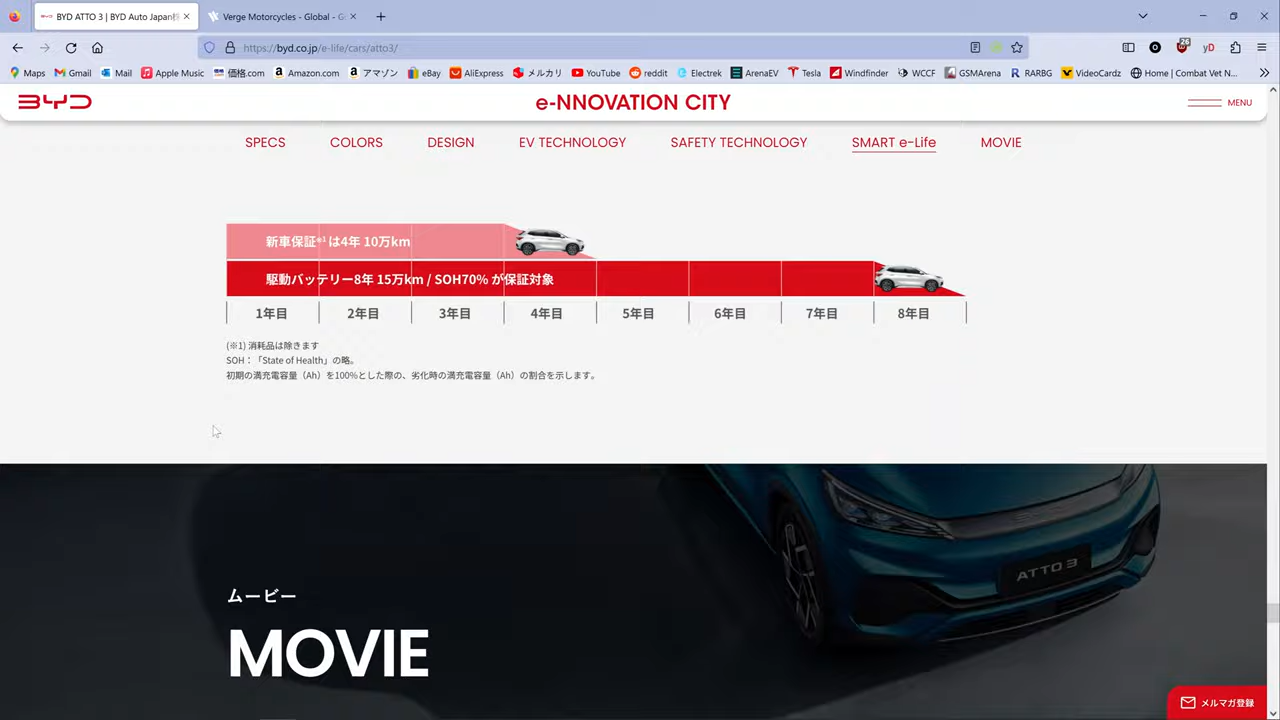 BYD ATTO 3 | BYD Auto Japan株
Verge Motorcycles - Global - Ge
https://byd.co.jp/e-life/cars/atto3/
Maps Gmail Mail Apple Music 価格.com Amazon.com アマゾン eBay AliExpress メルカリ YouTube reddit Electrek ArenaEV Tesla Windfinder WCCF GSMArena RARBG VideoCardz Home | Combat Vet N...
BYD e-NNOVATION CITY MENU
SPECS COLORS DESIGN EV TECHNOLOGY SAFETY TECHNOLOGY SMART e-Life MOVIE
新車保証※1 は4年 10万km
駆動バッテリー8年 15万km / SOH70% が保証対象
1年目 2年目 3年目 4年目 5年目 6年目 7年目 8年目
(※1) 消耗品は除きます
SOH：「State of Health」の略。
初期の満充電容量（Ah）を100%とした際の、劣化時の満充電容量（Ah）の割合を示します。
ATTO 3
ムービー
MOVIE
メルマガ登録